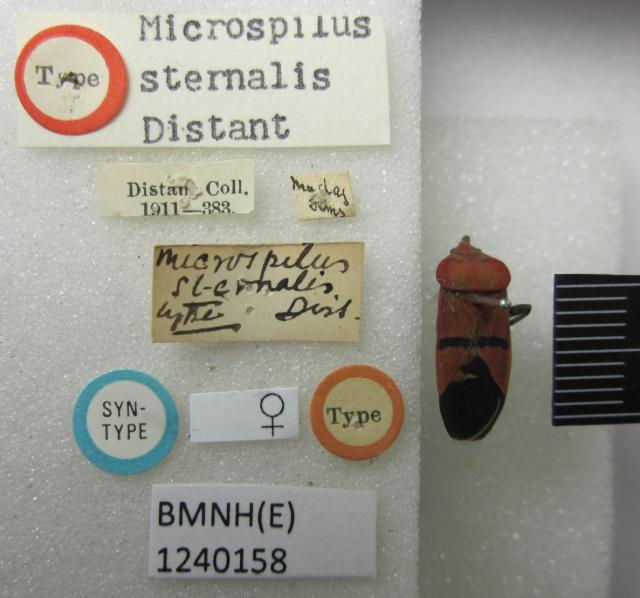 Type
Microspilus
sternalis
Distant
Distant Coll.
1911—383.
Microspilus
sternalis
type Dist.
SYN-
TYPE
♀
Type
BMNH(E)
1240158